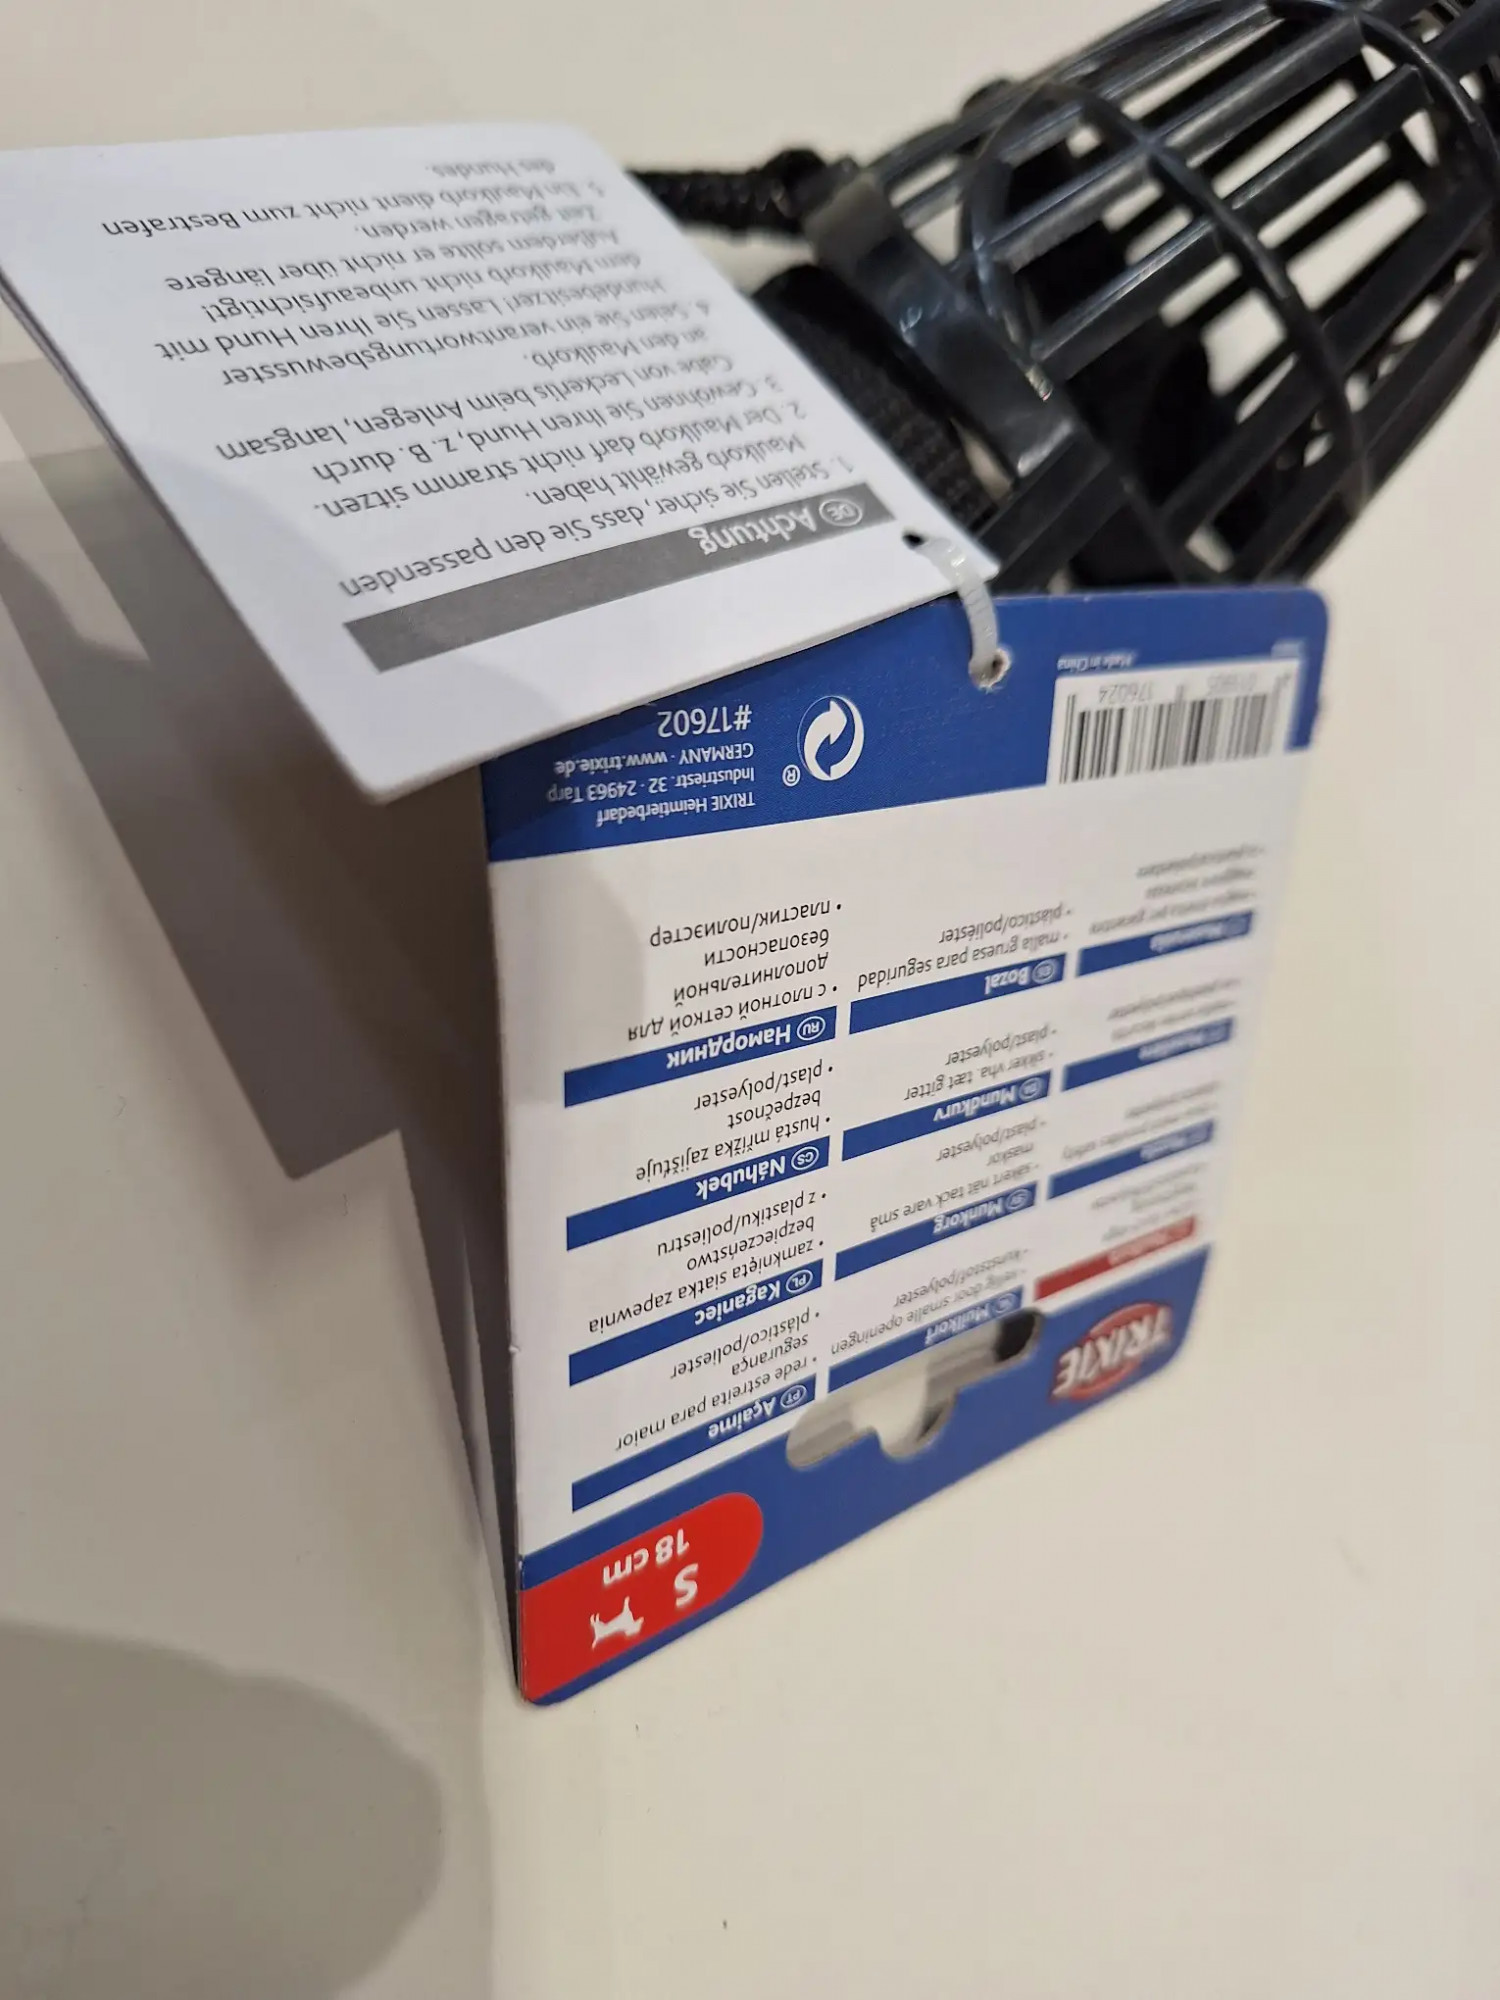 DE Achtung
1. Stellen Sie sicher, dass Sie den passenden
Maulkorb gewählt haben.
2. Der Maulkorb darf nicht stramm sitzen.
3. Gewöhnen Sie Ihren Hund, z. B. durch
Gabe von Leckerlis beim Anlegen, langsam
an den Maulkorb.
4. Seien Sie ein verantwortungsbewusster
Hundebesitzer! Lassen Sie Ihren Hund mit
dem Maulkorb nicht unbeaufsichtigt!
Außerdem sollte er nicht über längere
Zeit getragen werden.
5. Ein Maulkorb dient nicht zum Bestrafen
des Hundes.
S
18 cm
TRIXIE
NL Muilkorf
• veilig door smalle openingen
• kunststof/polyester
SV Munkorg
• säkert nät tack vare små
maskor
• plast/polyester
DA Mundkurv
• sikker vha. tæt gitter
• plast/polyester
ES Bozal
• malla gruesa para seguridad
• plástico/poliéster
PT Açaime
• rede estreita para maior
segurança
• plástico/poliester
PL Kaganiec
• zamknięta siatka zapewnia
bezpieczeństwo
• z plastiku/poliestru
CS Náhubek
• hustá mřížka zajišťuje
bezpečnost
• plast/polyester
RU Намордник
• с плотной сеткой для
дополнительной
безопасности
• пластик/полиэстер
TRIXIE Heimtierbedarf
Industriestr. 32 · 24963 Tarp
GERMANY · www.trixie.de
#17602
®
176024
Made in China